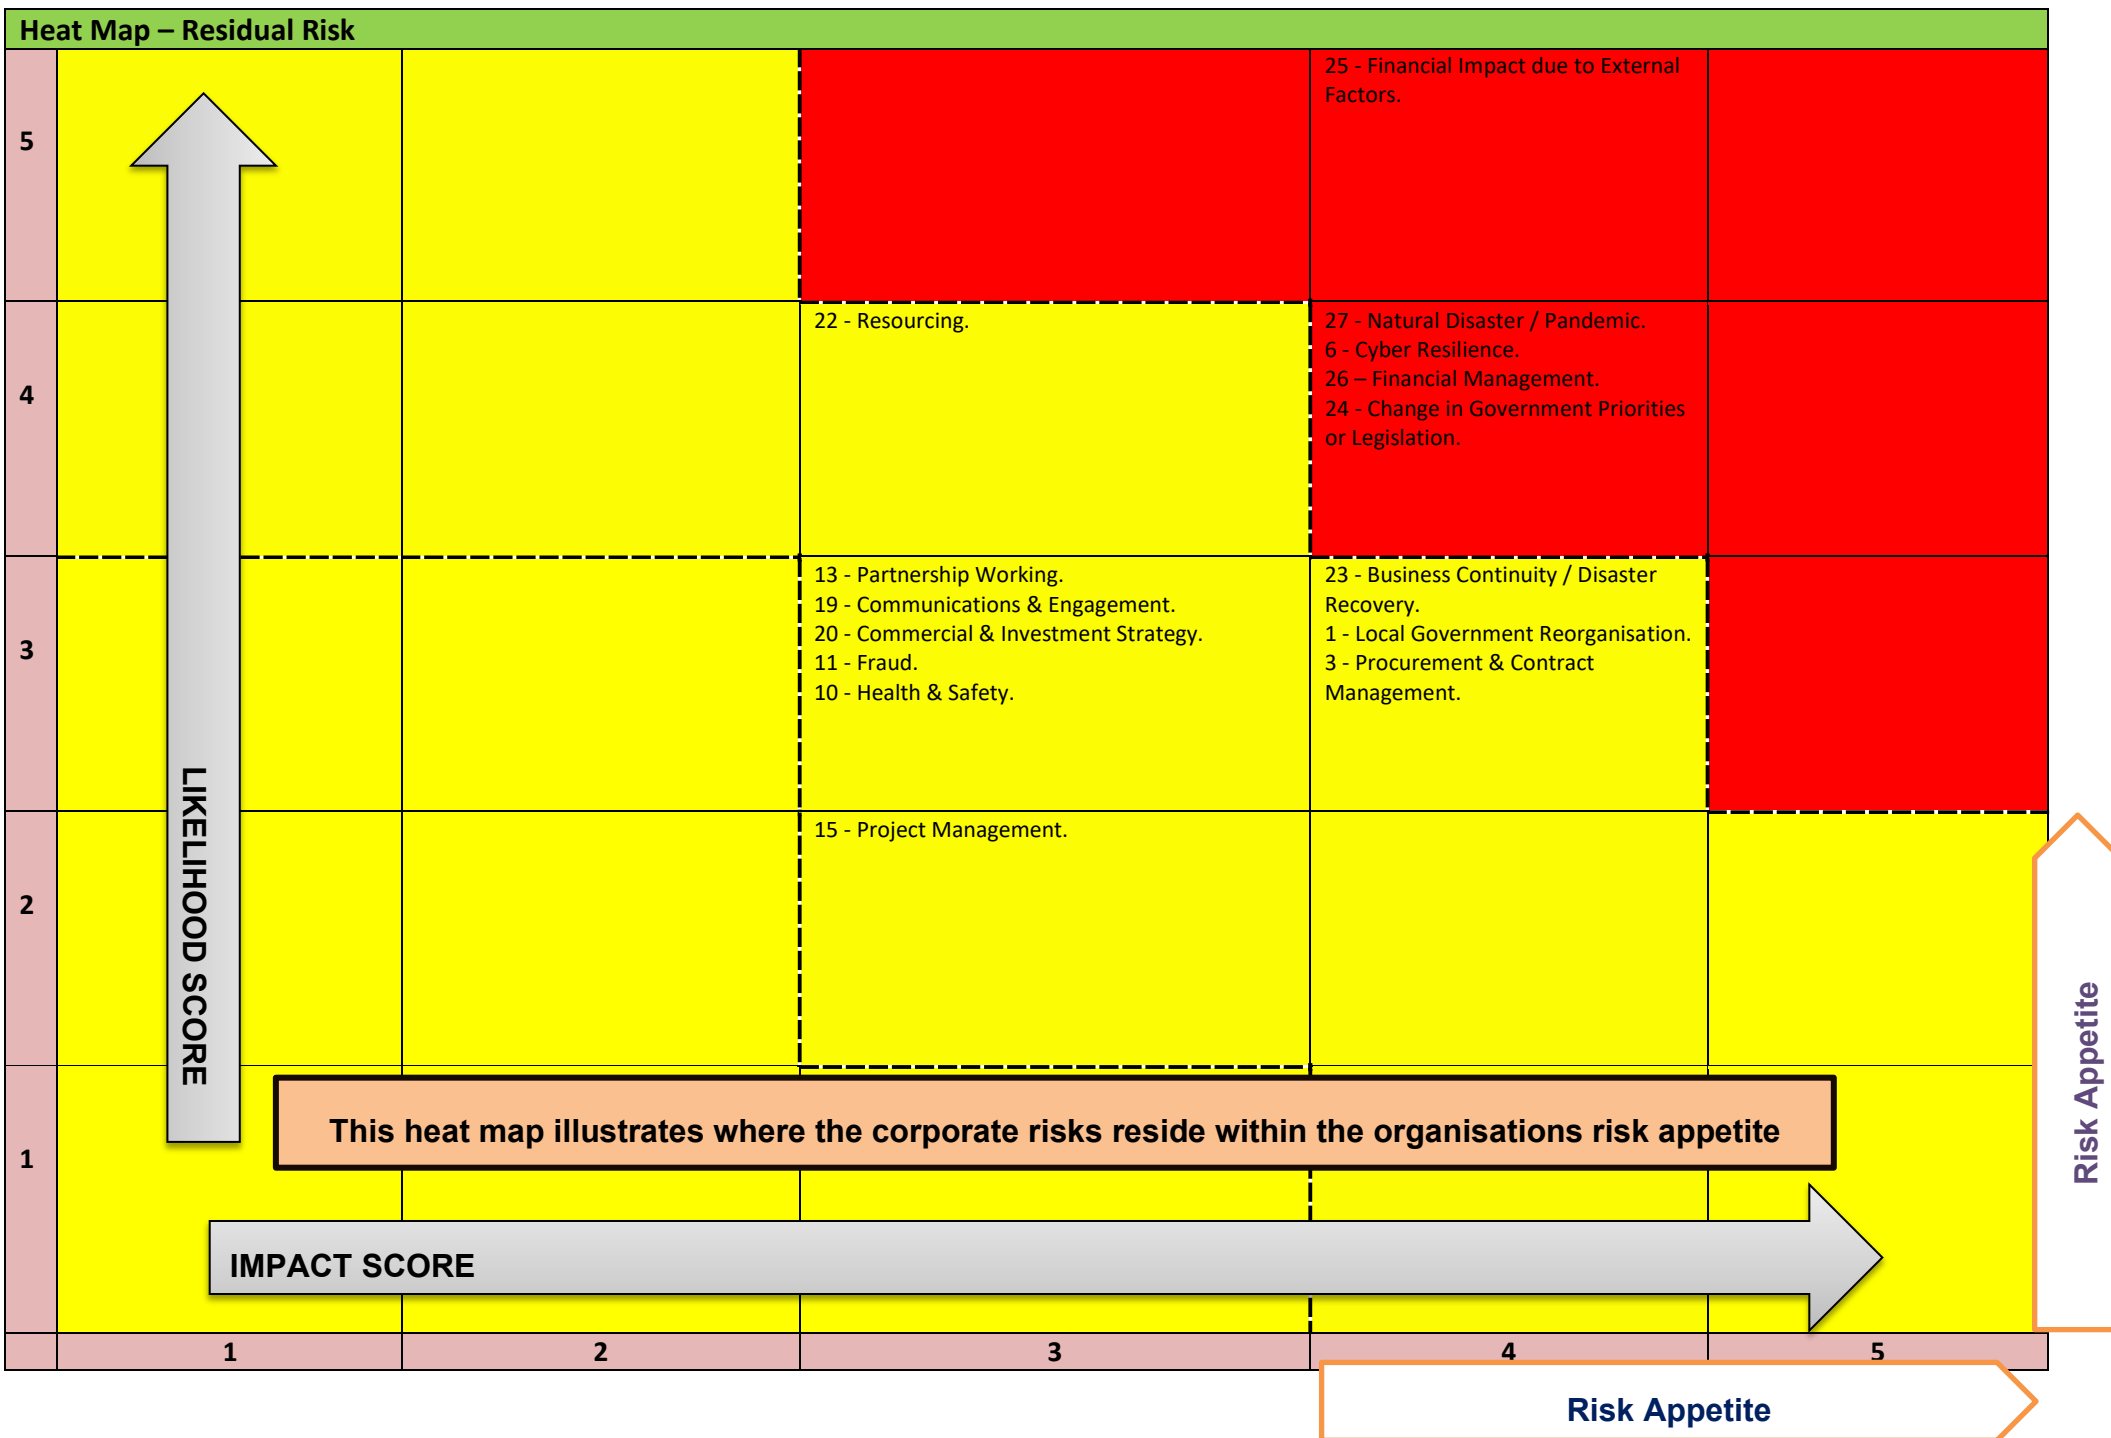 Heat Map – Residual Risk
5
25 - Financial Impact due to External
Factors.
4
22 - Resourcing.
27 - Natural Disaster / Pandemic.
6 - Cyber Resilience.
26 – Financial Management.
24 - Change in Government Priorities
or Legislation.
3
13 - Partnership Working.
19 - Communications & Engagement.
20 - Commercial & Investment Strategy.
11 - Fraud.
10 - Health & Safety.
23 - Business Continuity / Disaster
Recovery.
1 - Local Government Reorganisation.
3 - Procurement & Contract
Management.
LIKELIHOOD SCORE
2
15 - Project Management.
Risk Appetite
1
This heat map illustrates where the corporate risks reside within the organisations risk appetite
IMPACT SCORE
1
2
3
4
5
Risk Appetite